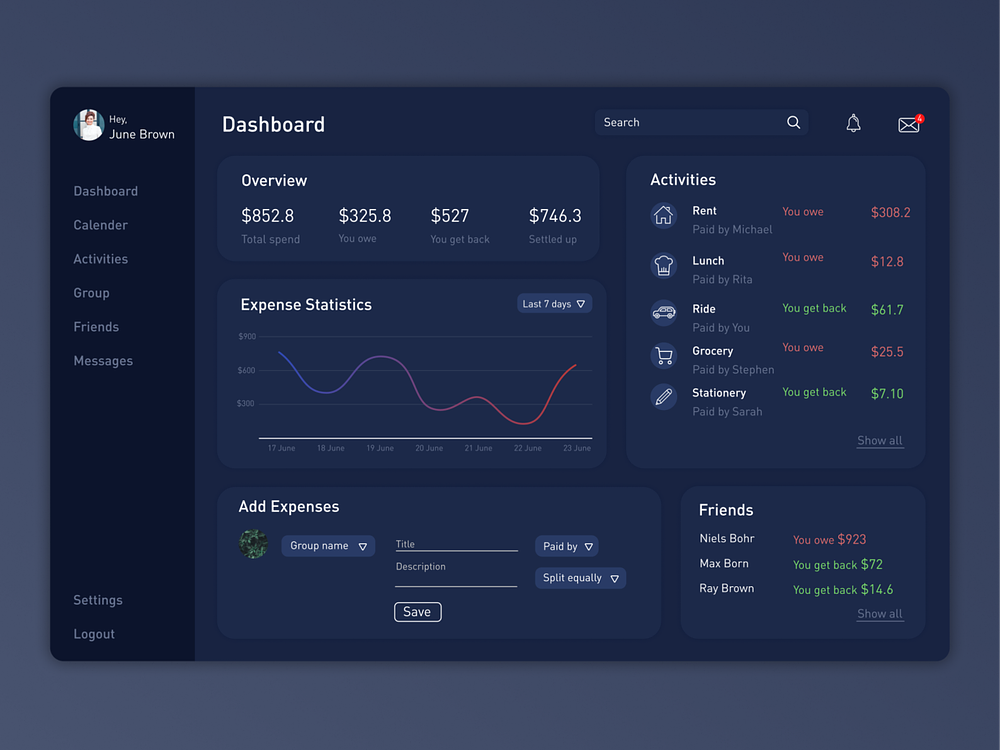 Hey,
June Brown
Dashboard
Calender
Activities
Group
Friends
Messages
Settings
Logout
Dashboard
Search
4
Overview
$852.8 $325.8 $527 $746.3
Total spend You owe You get back Settled up
Expense Statistics
Last 7 days
$900
$600
$300
17 June 18 June 19 June 20 June 21 June 22 June 23 June
Activities
Rent You owe $308.2
Paid by Michael
Lunch You owe $12.8
Paid by Rita
Ride You get back $61.7
Paid by You
Grocery You owe $25.5
Paid by Stephen
Stationery You get back $7.10
Paid by Sarah
Show all
Add Expenses
Group name
Title
Description
Paid by
Split equally
Save
Friends
Niels Bohr You owe $923
Max Born You get back $72
Ray Brown You get back $14.6
Show all